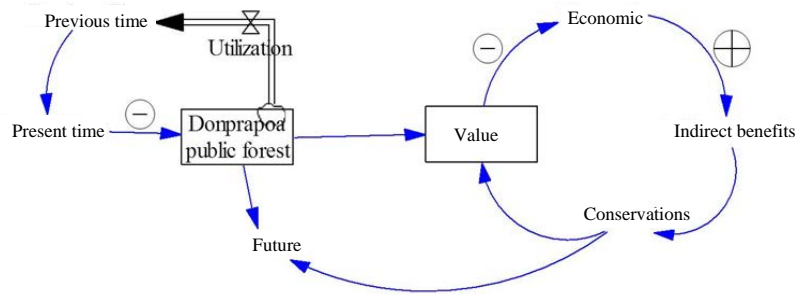 Previous time
Economic
Utilization
Present time
Donprapoa
public forest
Value
Indirect benefits
Conservations
Future